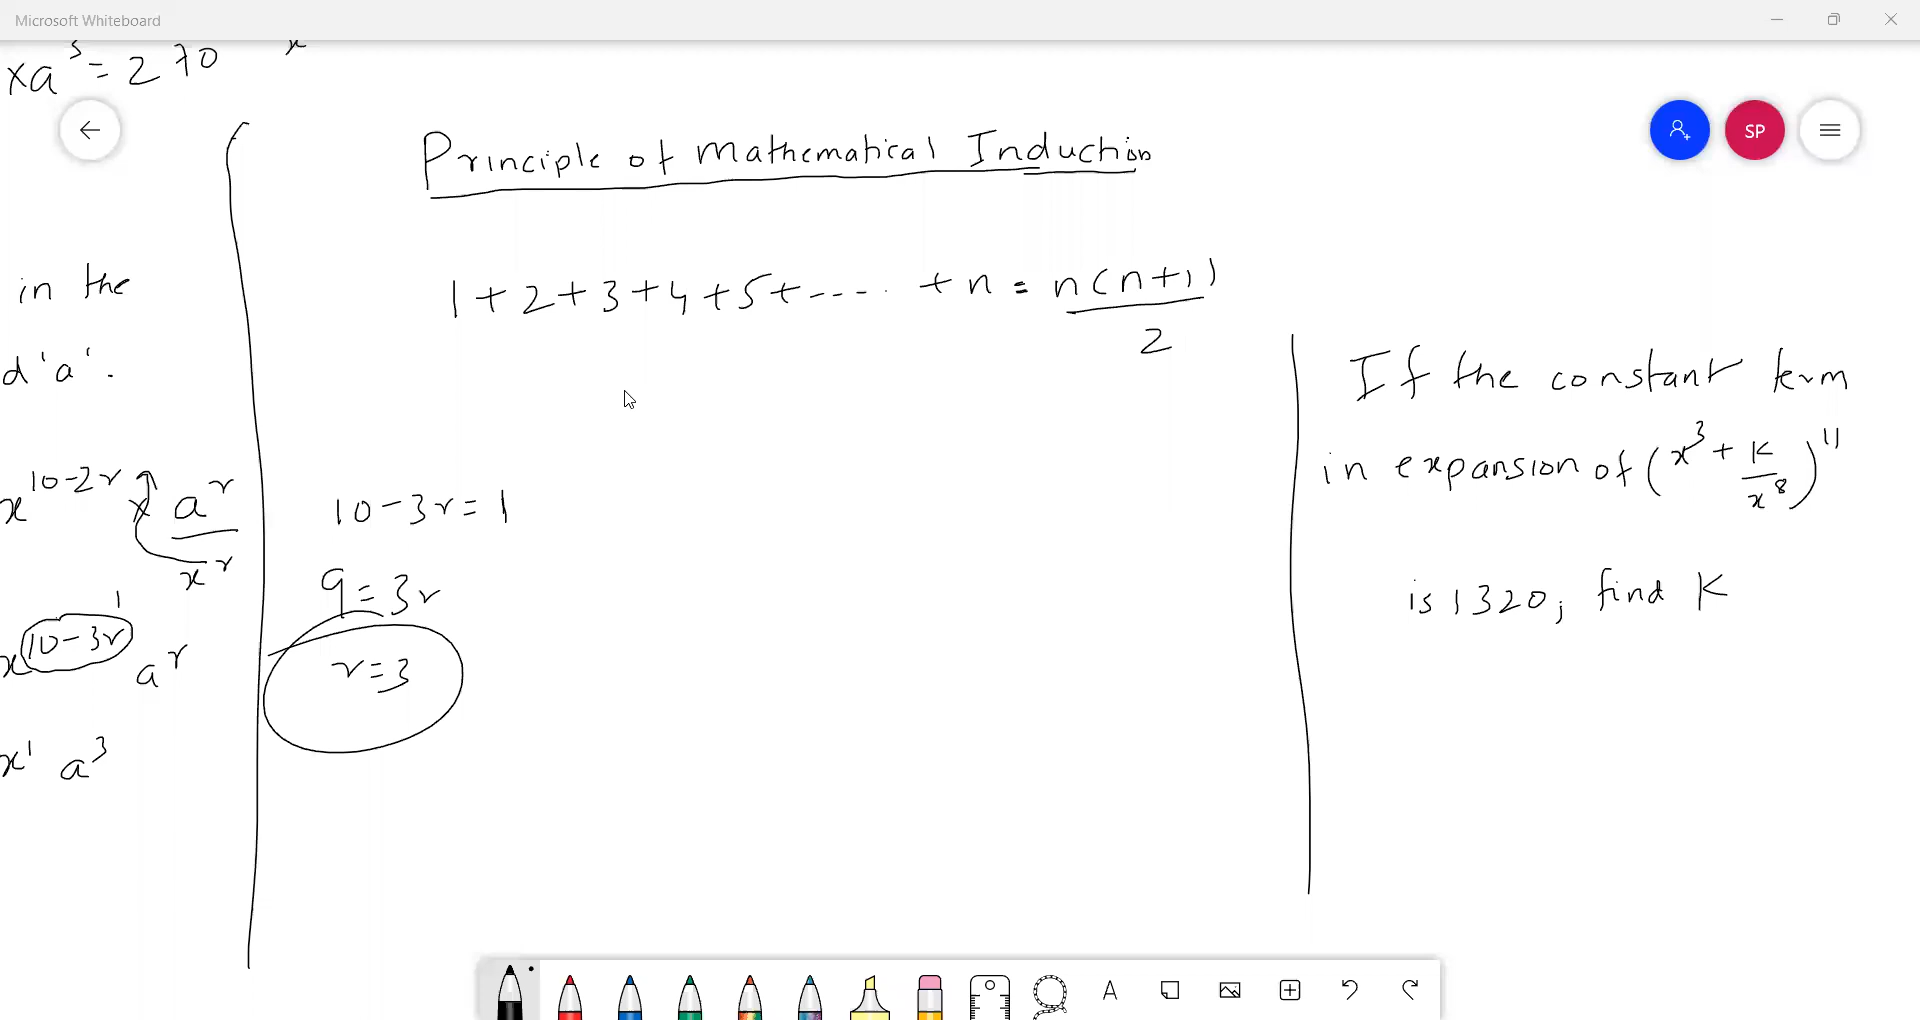 Microsoft Whiteboard
xa³ = 270
x
SP
Principle of Mathematical Induction
1+2+3+4+5+---- +n = n(n+1)
2
in the
d 'a'.
x^10-2r × a^r
x^r
1
x^10-3r a^r
x¹ a³
10-3r = 1
9 = 3r
r = 3
If the constant term
in expansion of (x³ + K/x⁸)¹¹
is 1320; find K
A